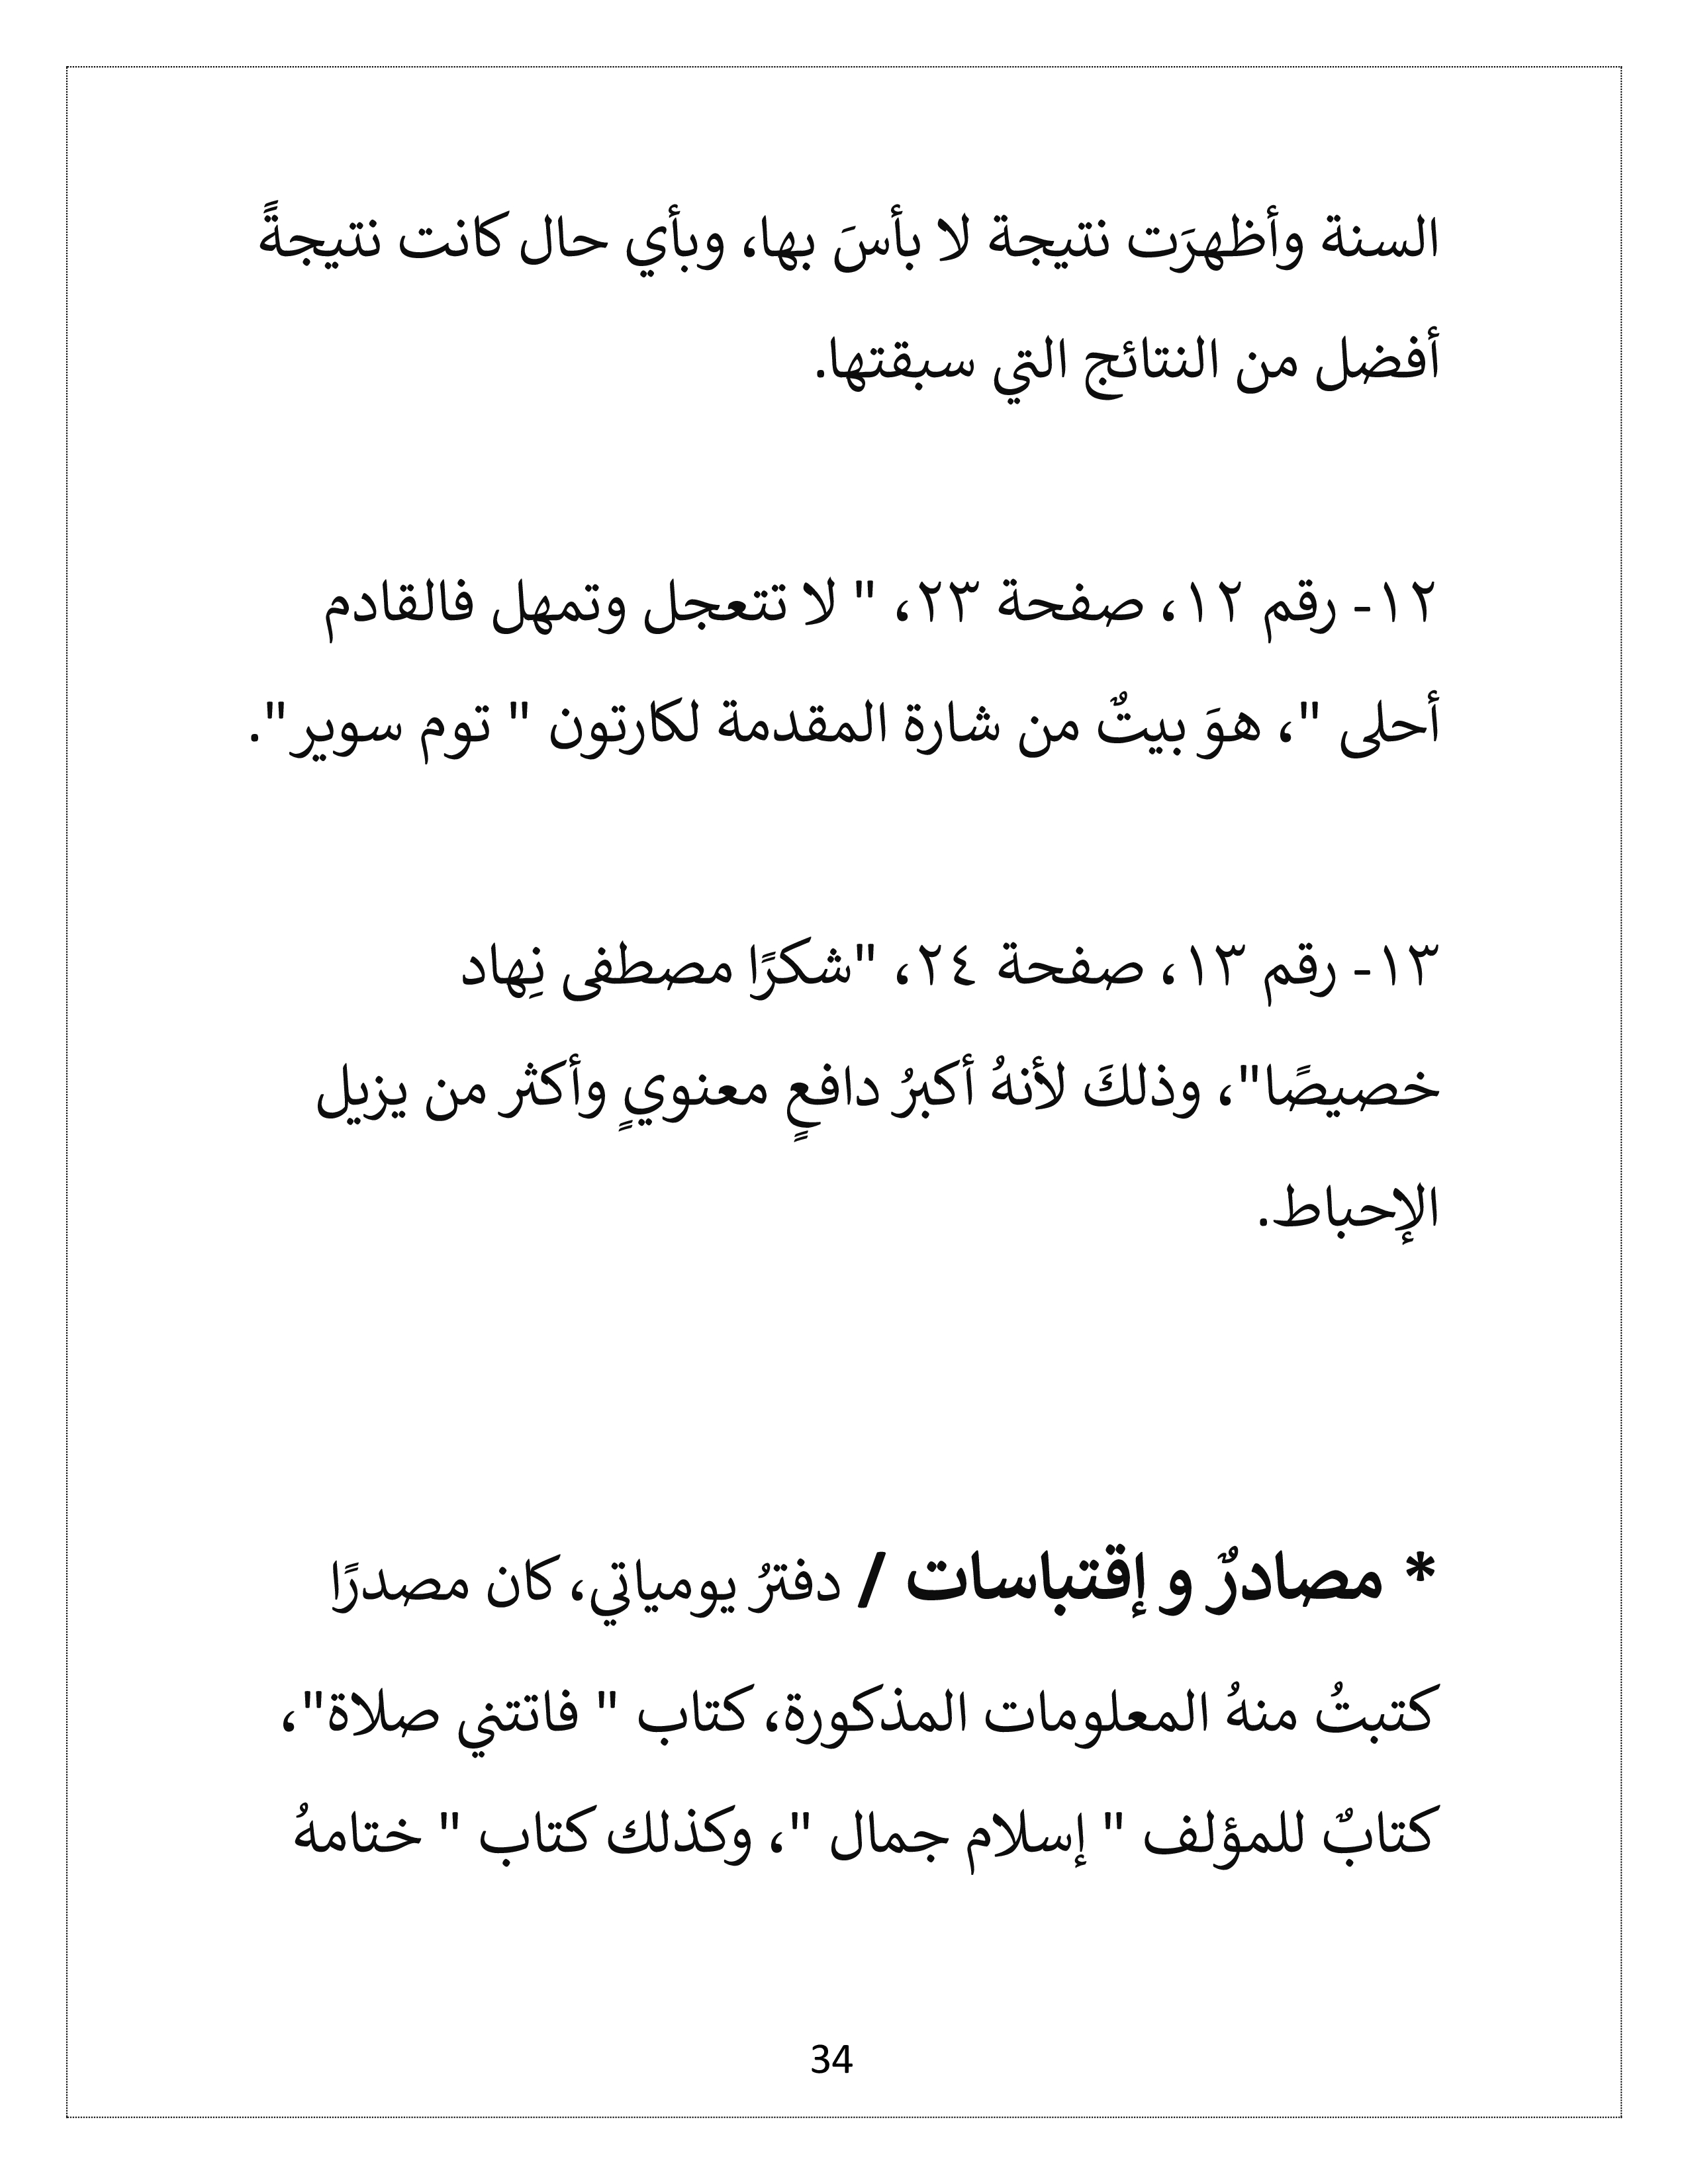 السنة وأظهرَت نتيجة لا بأسَ بها، وبأي حال كانت نتيجةً
أفضل من النتائج التي سبقتها.
١٢- رقم ١٢، صفحة ٢٣، " لا تتعجل وتمهل فالقادم
أحلى "، هوَ بيتٌ من شارة المقدمة لكارتون " توم سوير".
١٣- رقم ١٣، صفحة ٢٤، "شكرًا مصطفى نِهاد
خصيصًا"، وذلكَ لأنهُ أكبرُ دافعٍ معنويٍ وأكثر من يزيل
الإحباط.
* مصادرٌ و إقتباسات / دفترُ يومياتي، كان مصدرًا
كتبتُ منهُ المعلومات المذكورة، كتاب " فاتتني صلاة"،
كتابٌ للمؤلف " إسلام جمال "، وكذلك كتاب " ختامهُ
34